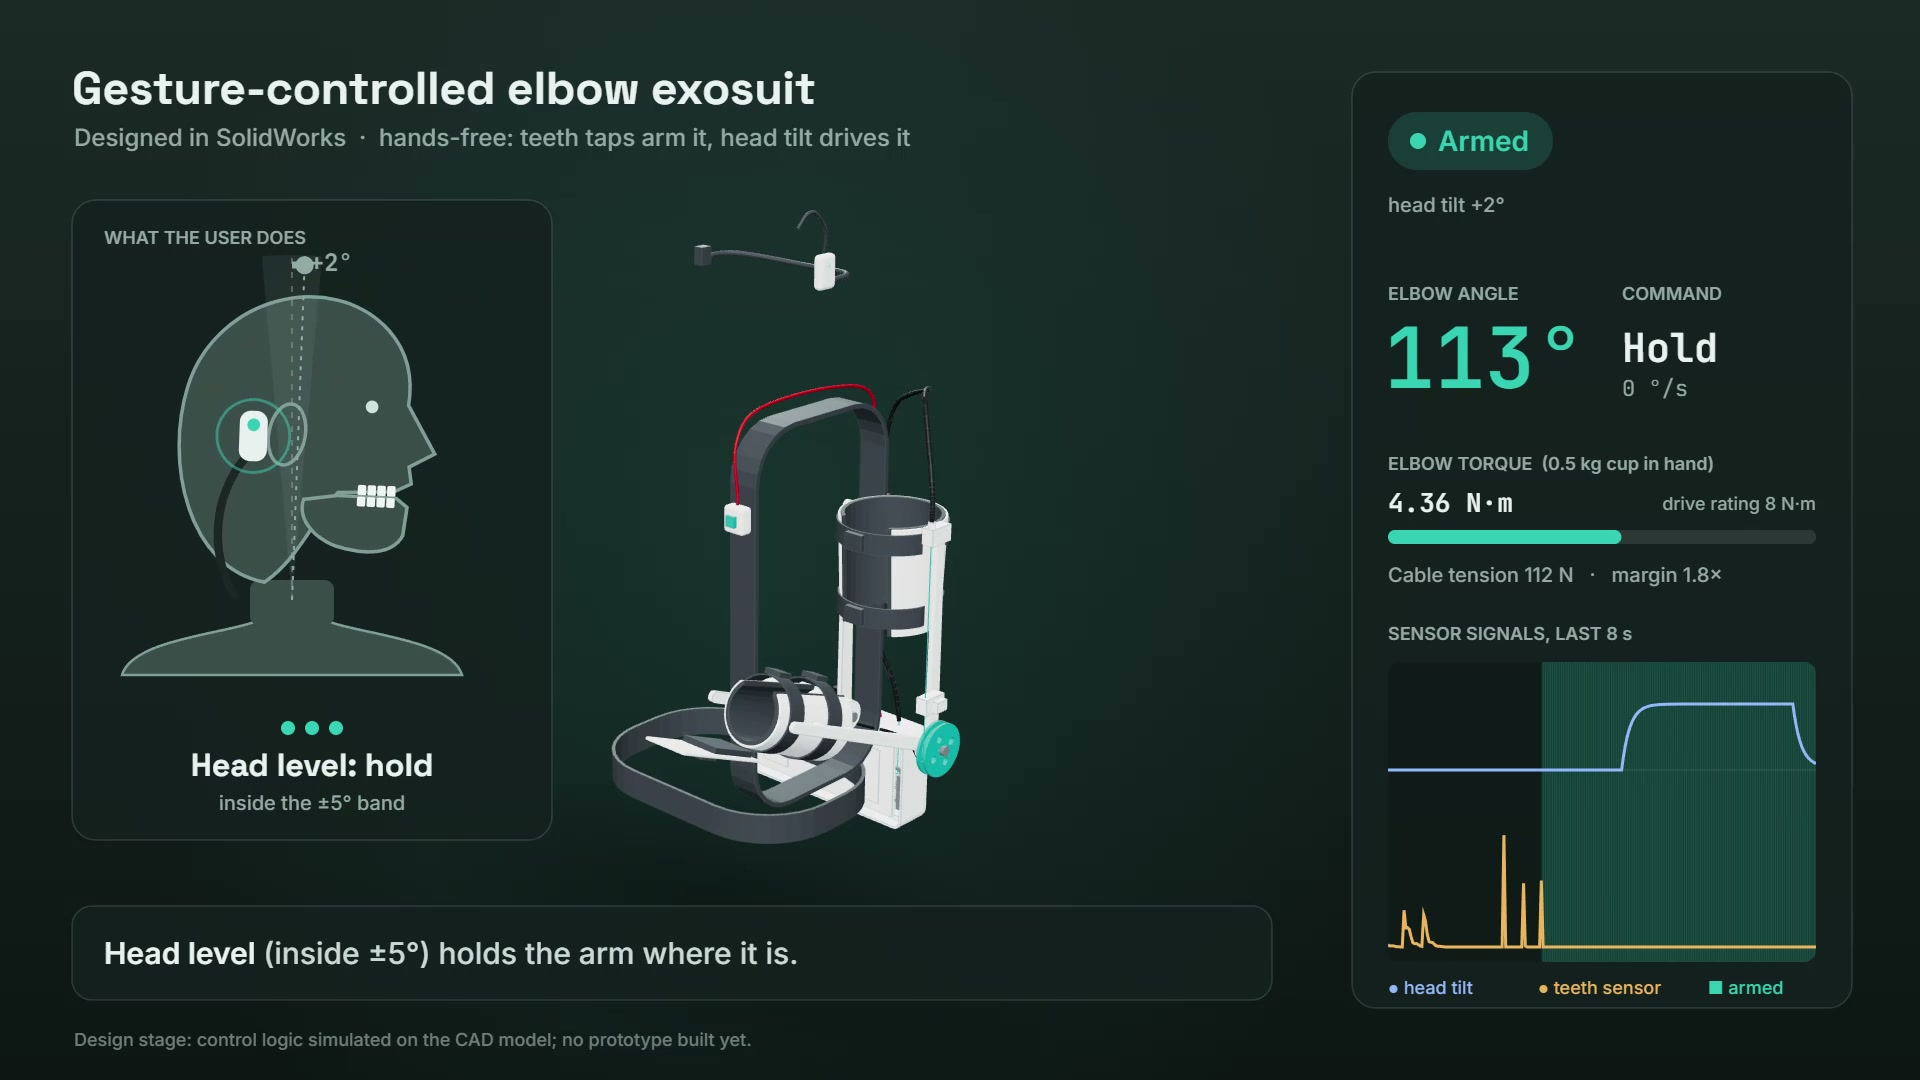 Gesture-controlled elbow exosuit
Designed in SolidWorks · hands-free: teeth taps arm it, head tilt drives it
WHAT THE USER DOES
+2°
Head level: hold
inside the ±5° band
Head level (inside ±5°) holds the arm where it is.
Design stage: control logic simulated on the CAD model; no prototype built yet.
Armed
head tilt +2°
ELBOW ANGLE
113°
COMMAND
Hold
0 °/s
ELBOW TORQUE (0.5 kg cup in hand)
4.36 N·m
drive rating 8 N·m
Cable tension 112 N · margin 1.8×
SENSOR SIGNALS, LAST 8 s
head tilt
teeth sensor
armed